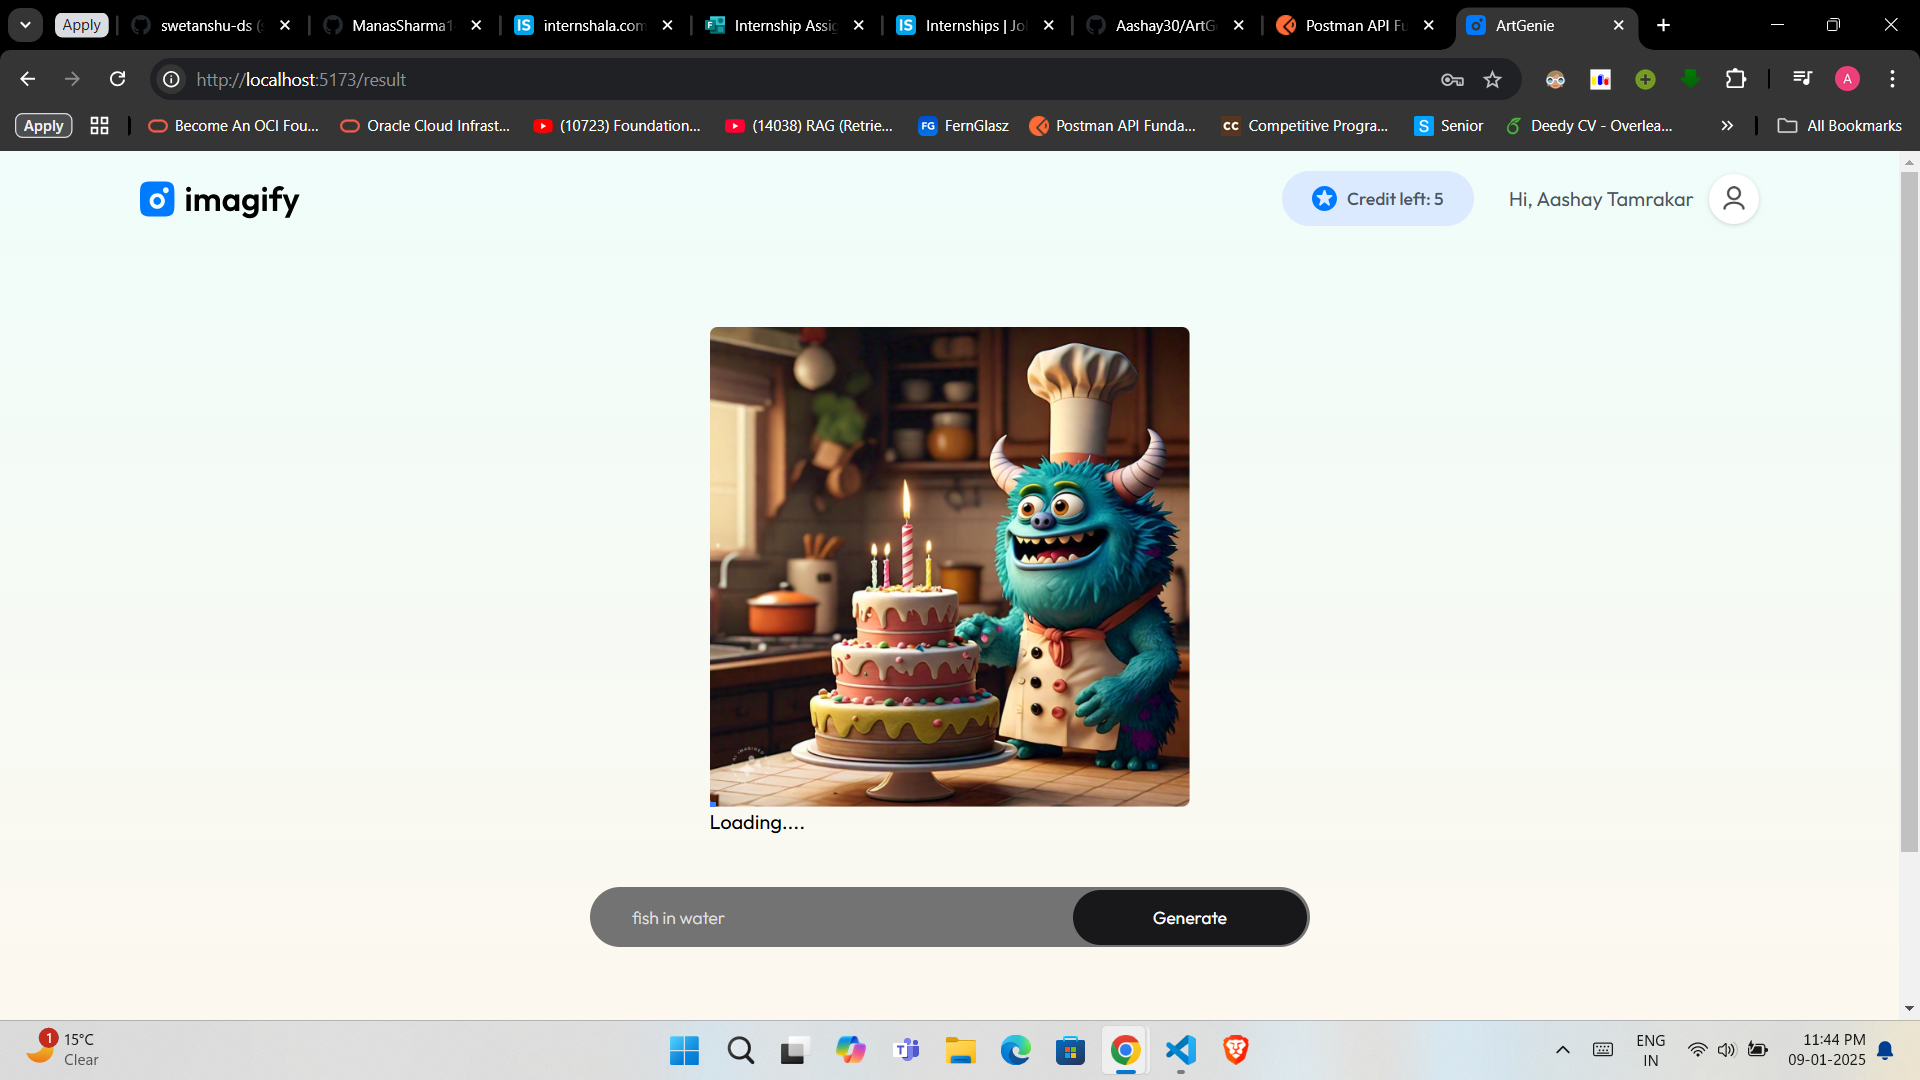 Apply
swetanshu-ds (s
ManasSharma1
internshala.com
Internship Assig
Internships | Jo
Aashay30/ArtG
Postman API Fu
ArtGenie
http://localhost:5173/result
A
Apply
Become An OCI Fou...
Oracle Cloud Infrast...
(10723) Foundation...
(14038) RAG (Retrie...
FG FernGlasz
Postman API Funda...
CC Competitive Progra...
S Senior
Deedy CV - Overlea...
All Bookmarks
imagify
Credit left: 5
Hi, Aashay Tamrakar
Loading....
fish in water
Generate
1
15°C
Clear
ENG
IN
11:44 PM
09-01-2025